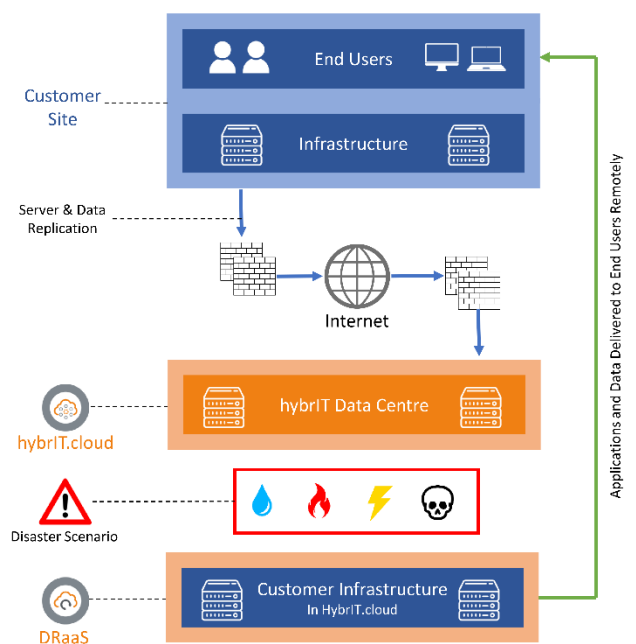 End Users
Customer
Site
Infrastructure
Server & Data
Replication
Internet
Applications and Data Delivered to End Users Remotely
hybrIT Data Centre
hybrIT.cloud
Disaster Scenario
Customer Infrastructure
In HybrIT.cloud
DRaaS